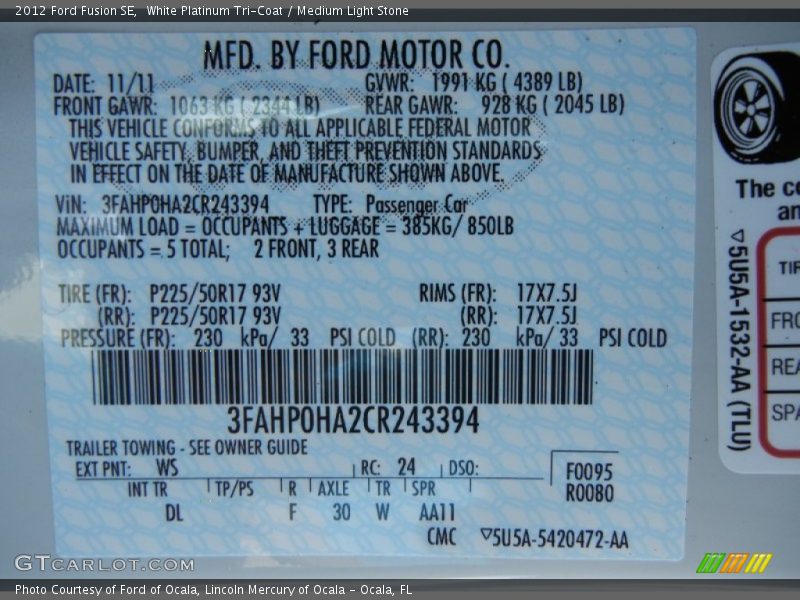 2012 Ford Fusion SE, White Platinum Tri-Coat / Medium Light Stone
MFD. BY FORD MOTOR CO.
DATE: 11/11 GVWR: 1991 KG ( 4389 LB)
FRONT GAWR: 1063 KG ( 2344 LB) REAR GAWR: 928 KG ( 2045 LB)
THIS VEHICLE CONFORMS TO ALL APPLICABLE FEDERAL MOTOR
VEHICLE SAFETY, BUMPER, AND THEFT PREVENTION STANDARDS
IN EFFECT ON THE DATE OF MANUFACTURE SHOWN ABOVE.
VIN: 3FAHP0HA2CR243394 TYPE: Passenger Car
MAXIMUM LOAD = OCCUPANTS + LUGGAGE = 385KG/ 850LB
OCCUPANTS = 5 TOTAL; 2 FRONT, 3 REAR
TIRE (FR): P225/50R17 93V RIMS (FR): 17X7.5J
(RR): P225/50R17 93V (RR): 17X7.5J
PRESSURE (FR): 230 kPa/ 33 PSI COLD (RR): 230 kPa/ 33 PSI COLD
3FAHP0HA2CR243394
TRAILER TOWING - SEE OWNER GUIDE
EXT PNT: WS RC: 24 DSO:
INT TR TP/PS R AXLE TR SPR
DL F 30 W AA11
F0095
R0080
CMC ▽5U5A-5420472-AA
The co
an
▽5U5A-1532-AA (TLU)
TIR
FRO
REA
SPA
GTCARLOT.COM
Photo Courtesy of Ford of Ocala, Lincoln Mercury of Ocala - Ocala, FL